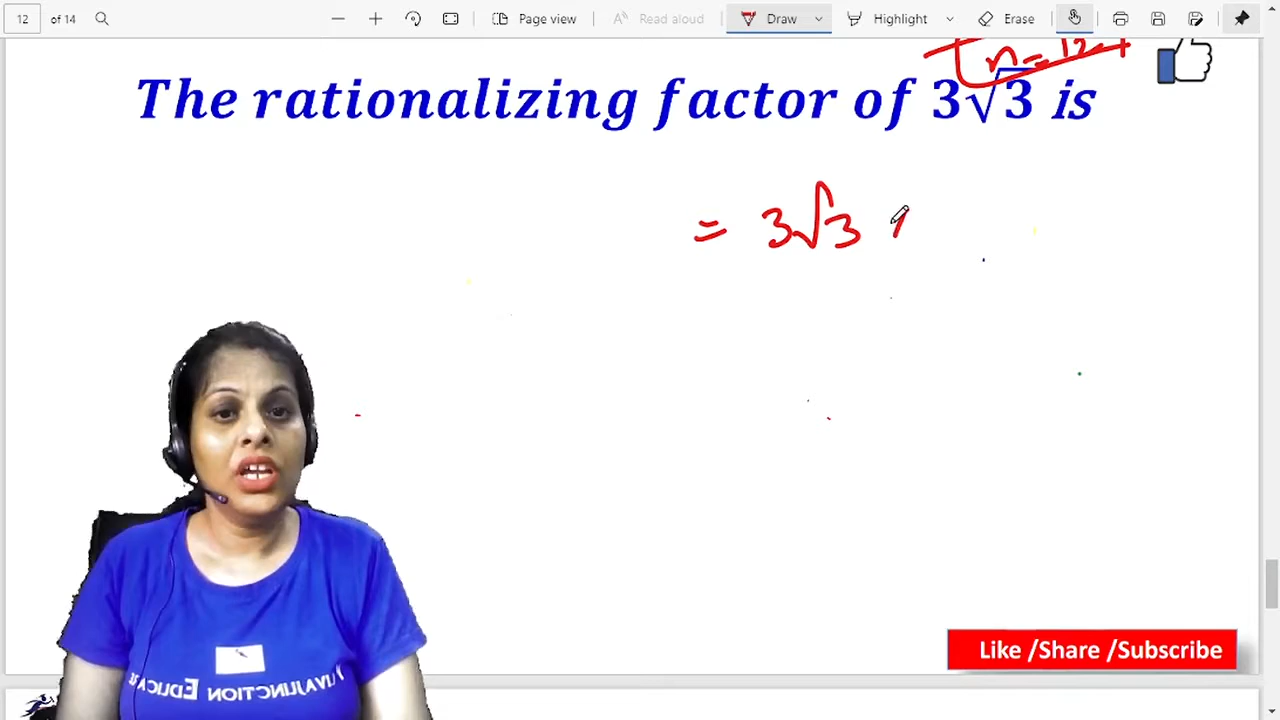 12 of 14 Page view Read aloud Draw Highlight Erase
n = 124
The rationalizing factor of 3√3 is
= 3√3
Like /Share /Subscribe